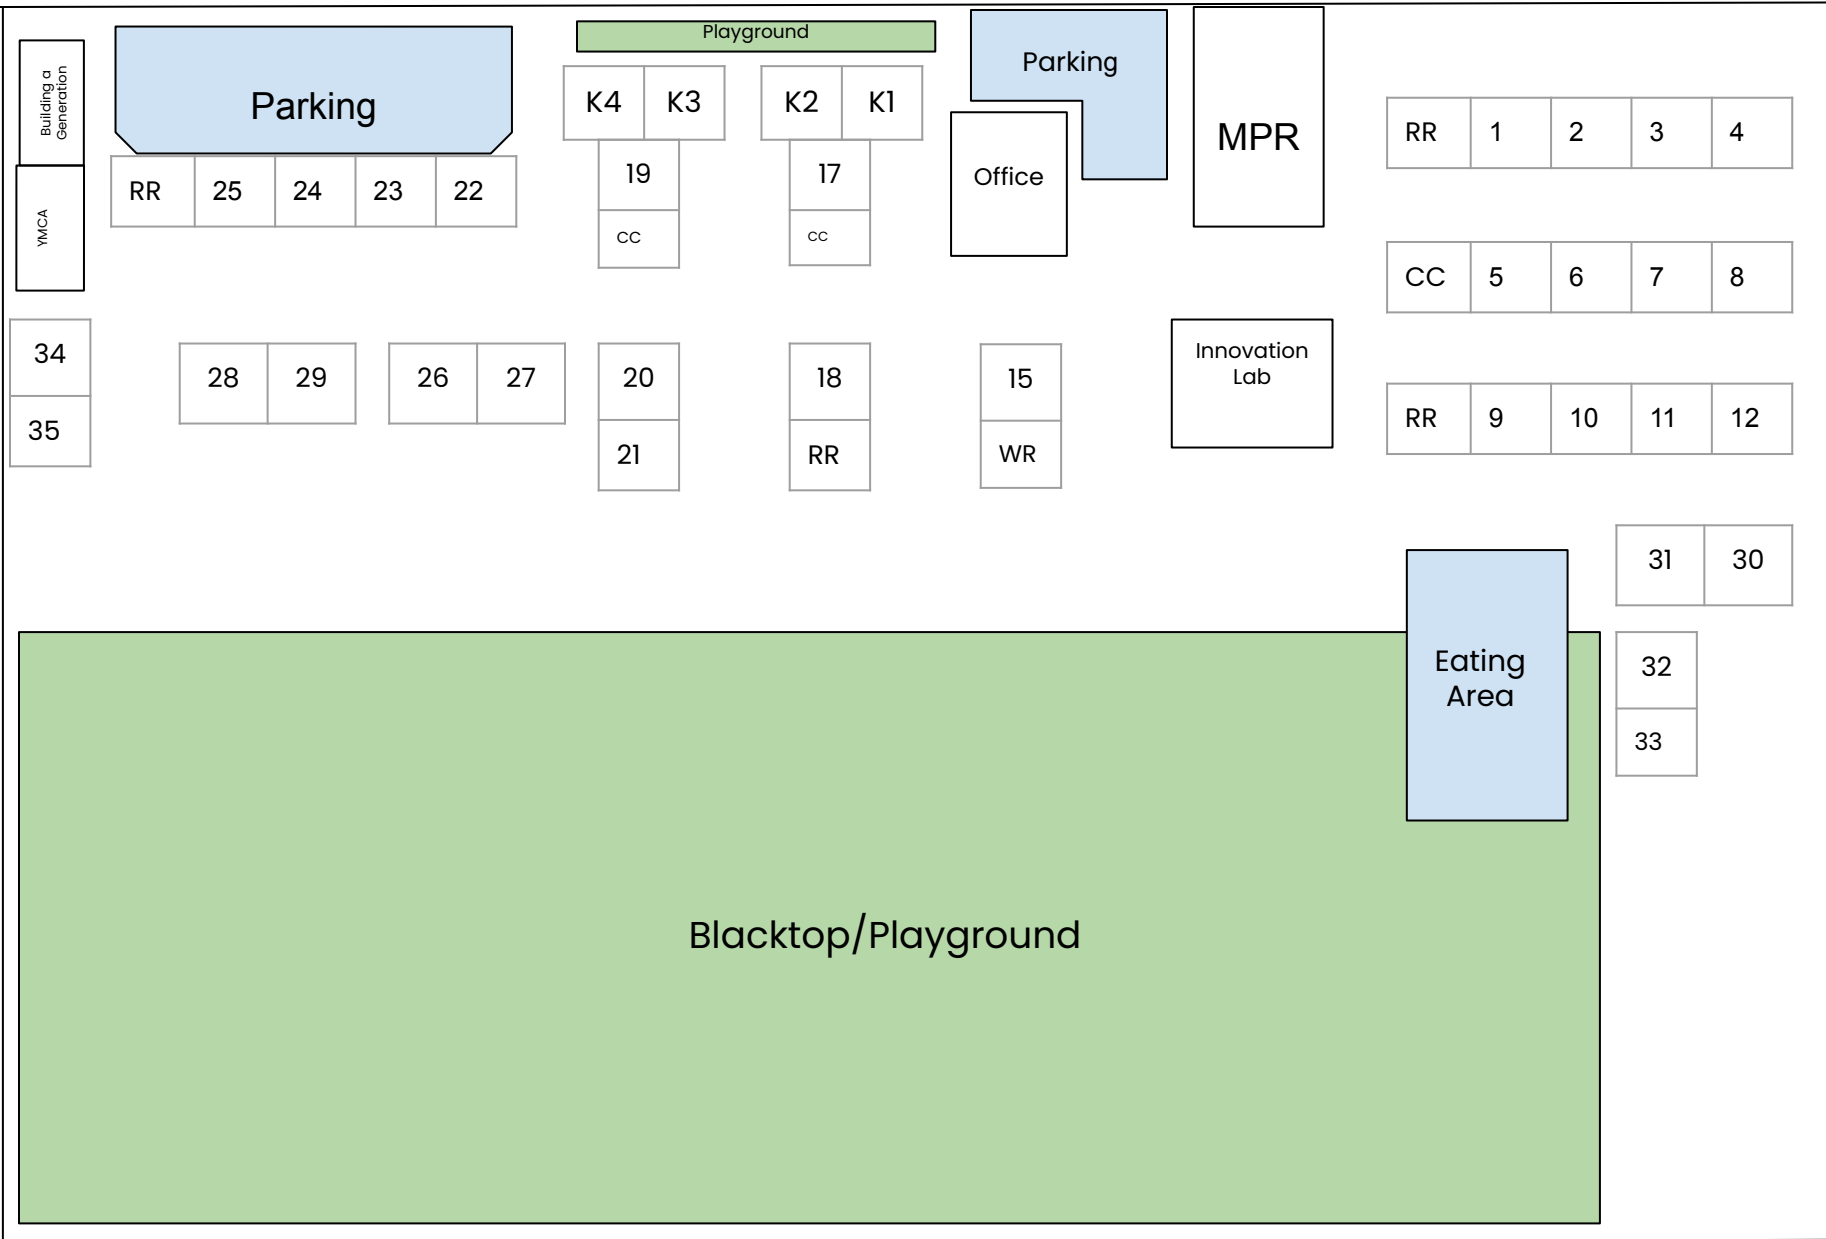 Building a
Generation
YMCA
Parking
Playground
Parking
MPR
K4 K3
K2 K1
Office
RR 1 2 3 4
RR 25 24 23 22
19
CC
17
CC
CC 5 6 7 8
34
35
28 29
26 27
20
21
18
RR
15
WR
Innovation
Lab
RR 9 10 11 12
31 30
Eating
Area
32
33
Blacktop/Playground